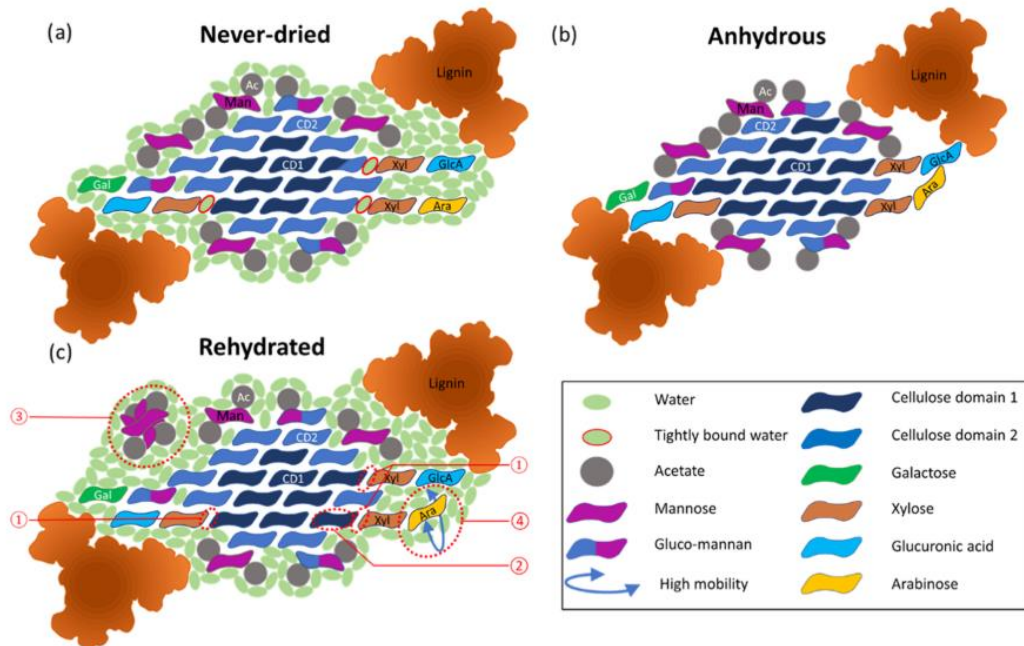 (a)
Never-dried
Lignin
Ac
Man
CD2
CD1
Xyl
GlcA
Gal
Xyl
Ara
(b)
Anhydrous
Lignin
Ac
Man
CD2
CD1
Xyl
GlcA
Gal
Ara
Xyl
(c)
Rehydrated
Lignin
③
Ac
Man
CD2
①
CD1
Xyl
GlcA
Gal
①
Xyl
Ara
④
②
Water
Tightly bound water
Acetate
Mannose
Gluco-mannan
High mobility
Cellulose domain 1
Cellulose domain 2
Galactose
Xylose
Glucuronic acid
Arabinose